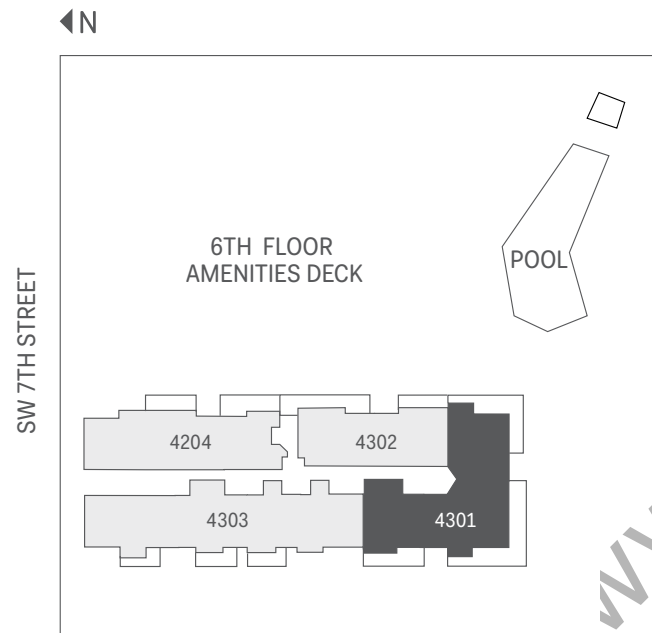 N
SW 7TH STREET
6TH FLOOR
AMENITIES DECK
POOL
4204
4302
4303
4301